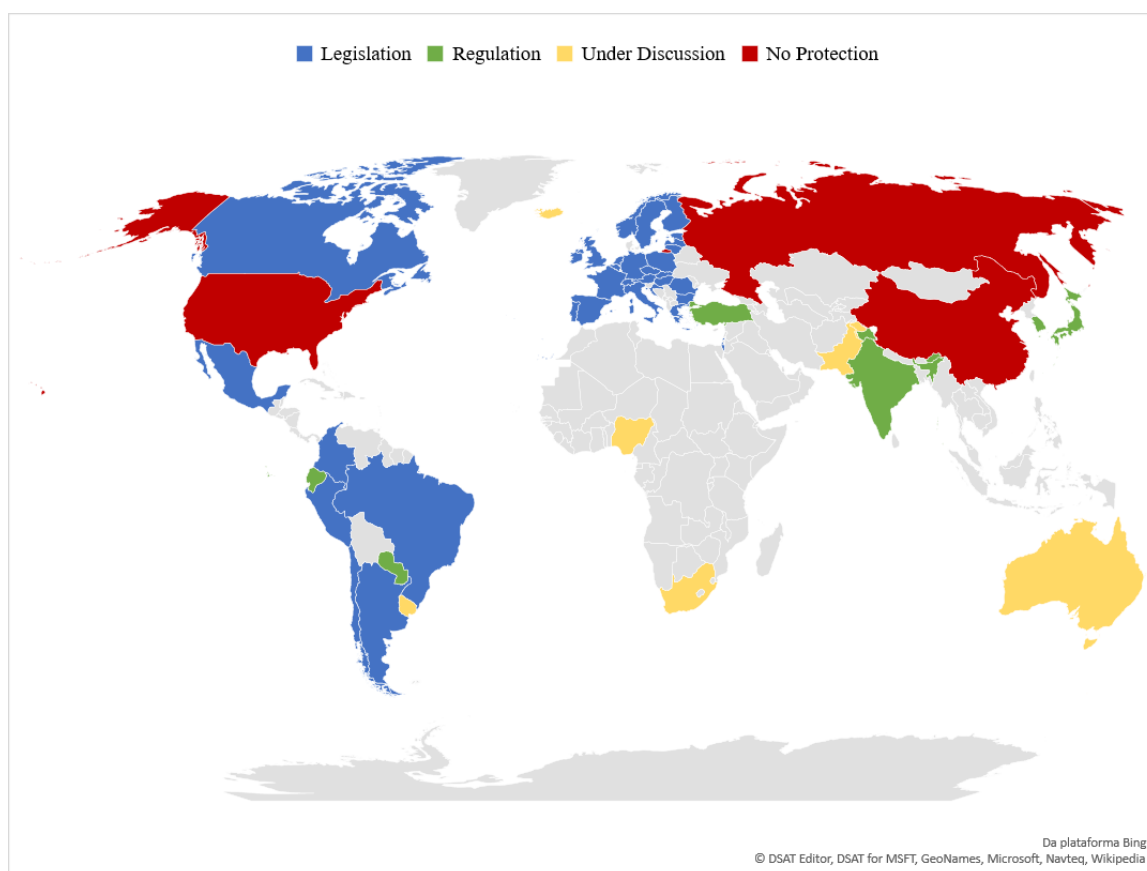 Legislation Regulation Under Discussion No Protection
Da plataforma Bing
© DSAT Editor, DSAT for MSFT, GeoNames, Microsoft, Navteq, Wikipedia